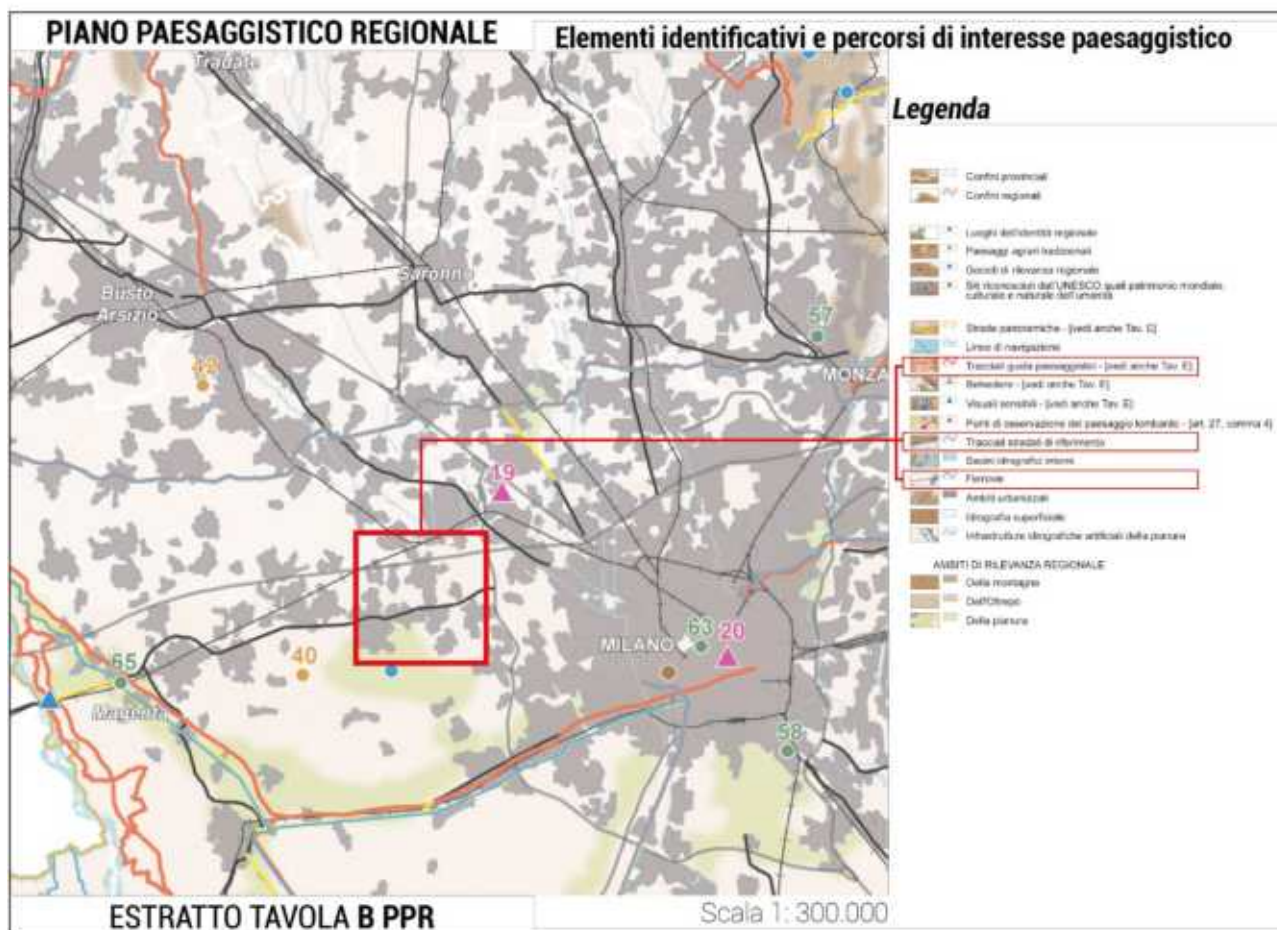 PIANO PAESAGGISTICO REGIONALE
Elementi identificativi e percorsi di interesse paesaggistico
Tradate
Saronno
Busto
Arsizio
49
57
MONZA
19
MILANO
63
20
65
40
Magenta
58
Legenda
Confini provinciali
Confini regionali
Luoghi dell'identità regionale
Paesaggi agrari tradizionali
Geositi di rilevanza regionale
Siti riconosciuti dall'UNESCO quali patrimonio mondiale,
culturale e naturale dell'umanità
Strade panoramiche - [vedi anche Tav. E]
Linee di navigazione
Tracciati guida paesaggistici - [vedi anche Tav. E]
Belvedere - [vedi anche Tav. E]
Visuali sensibili - [vedi anche Tav. E]
Punti di osservazione del paesaggio lombardo - [art. 27, comma 4]
Tracciati stradali di riferimento
Bacini idrografici interni
Ferrovie
Ambiti urbanizzati
Idrografia superficiale
Infrastrutture idrografiche artificiali della pianura
AMBITI DI RILEVANZA REGIONALE
Della montagna
Dell'Oltrepò
Della pianura
ESTRATTO TAVOLA B PPR
Scala 1: 300.000